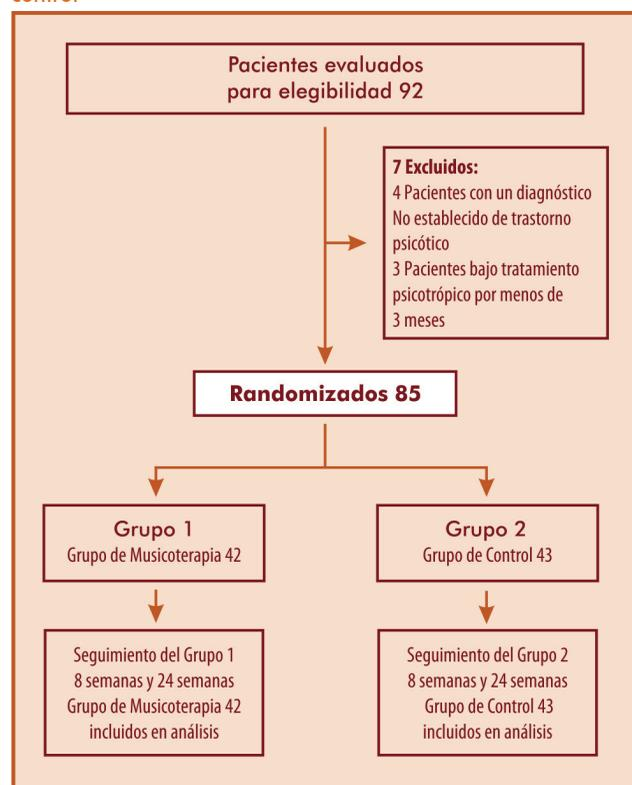 Pacientes evaluados
para elegibilidad 92
7 Excluidos:
4 Pacientes con un diagnóstico
No establecido de trastorno
psicótico
3 Pacientes bajo tratamiento
psicotrópico por menos de
3 meses
Randomizados 85
Grupo 1
Grupo de Musicoterapia 42
Grupo 2
Grupo de Control 43
Seguimiento del Grupo 1
8 semanas y 24 semanas
Grupo de Musicoterapia 42
incluidos en análisis
Seguimiento del Grupo 2
8 semanas y 24 semanas
Grupo de Control 43
incluidos en análisis